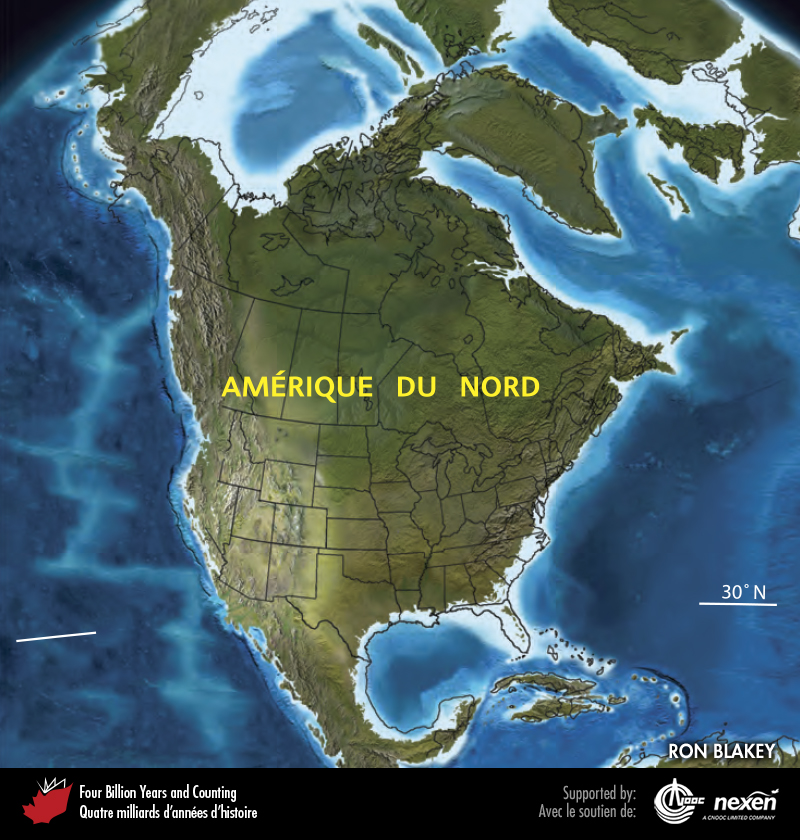 AMÉRIQUE DU NORD
30° N
RON BLAKEY
Four Billion Years and Counting
Quatre milliards d'années d'histoire
Supported by:
Avec le soutien de:
CNOOC nexen
A CNOOC LIMITED COMPANY